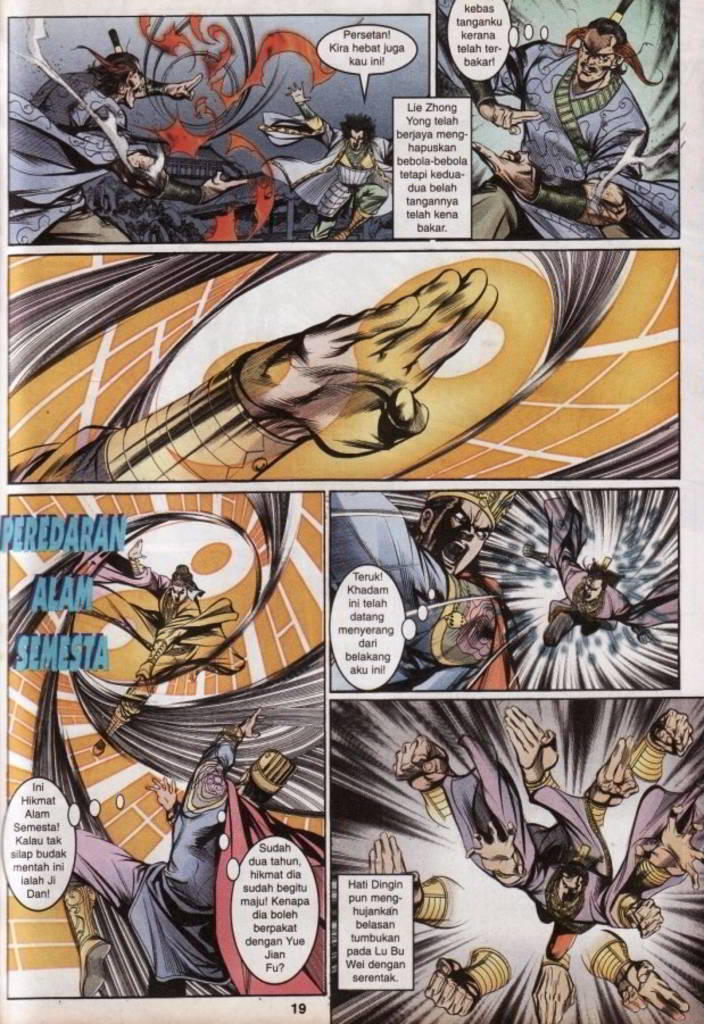 Persetan!
Kira hebat juga
kau ini!
kebas
tanganku
kerana
telah ter-
bakar!
Lie Zhong
Yong telah
berjaya meng-
hapuskan
bebola-bebola
tetapi kedua-
dua belah
tangannya
telah kena
bakar.
PEREDARAN
ALAM
SEMESTA
Ini
Hikmat
Alam
Semesta!
Kalau tak
silap budak
mentah ini
ialah Ji
Dan!
Sudah
dua tahun,
hikmat dia
sudah begitu
maju! Kenapa
dia boleh
berpakat
dengan Yue
Jian
Fu?
Teruk!
Khadam
ini telah
datang
menyerang
dari
belakang
aku ini!
Hati Dingin
pun meng-
hujankan
belasan
tumbukan
pada Lu Bu
Wei dengan
serentak.
19